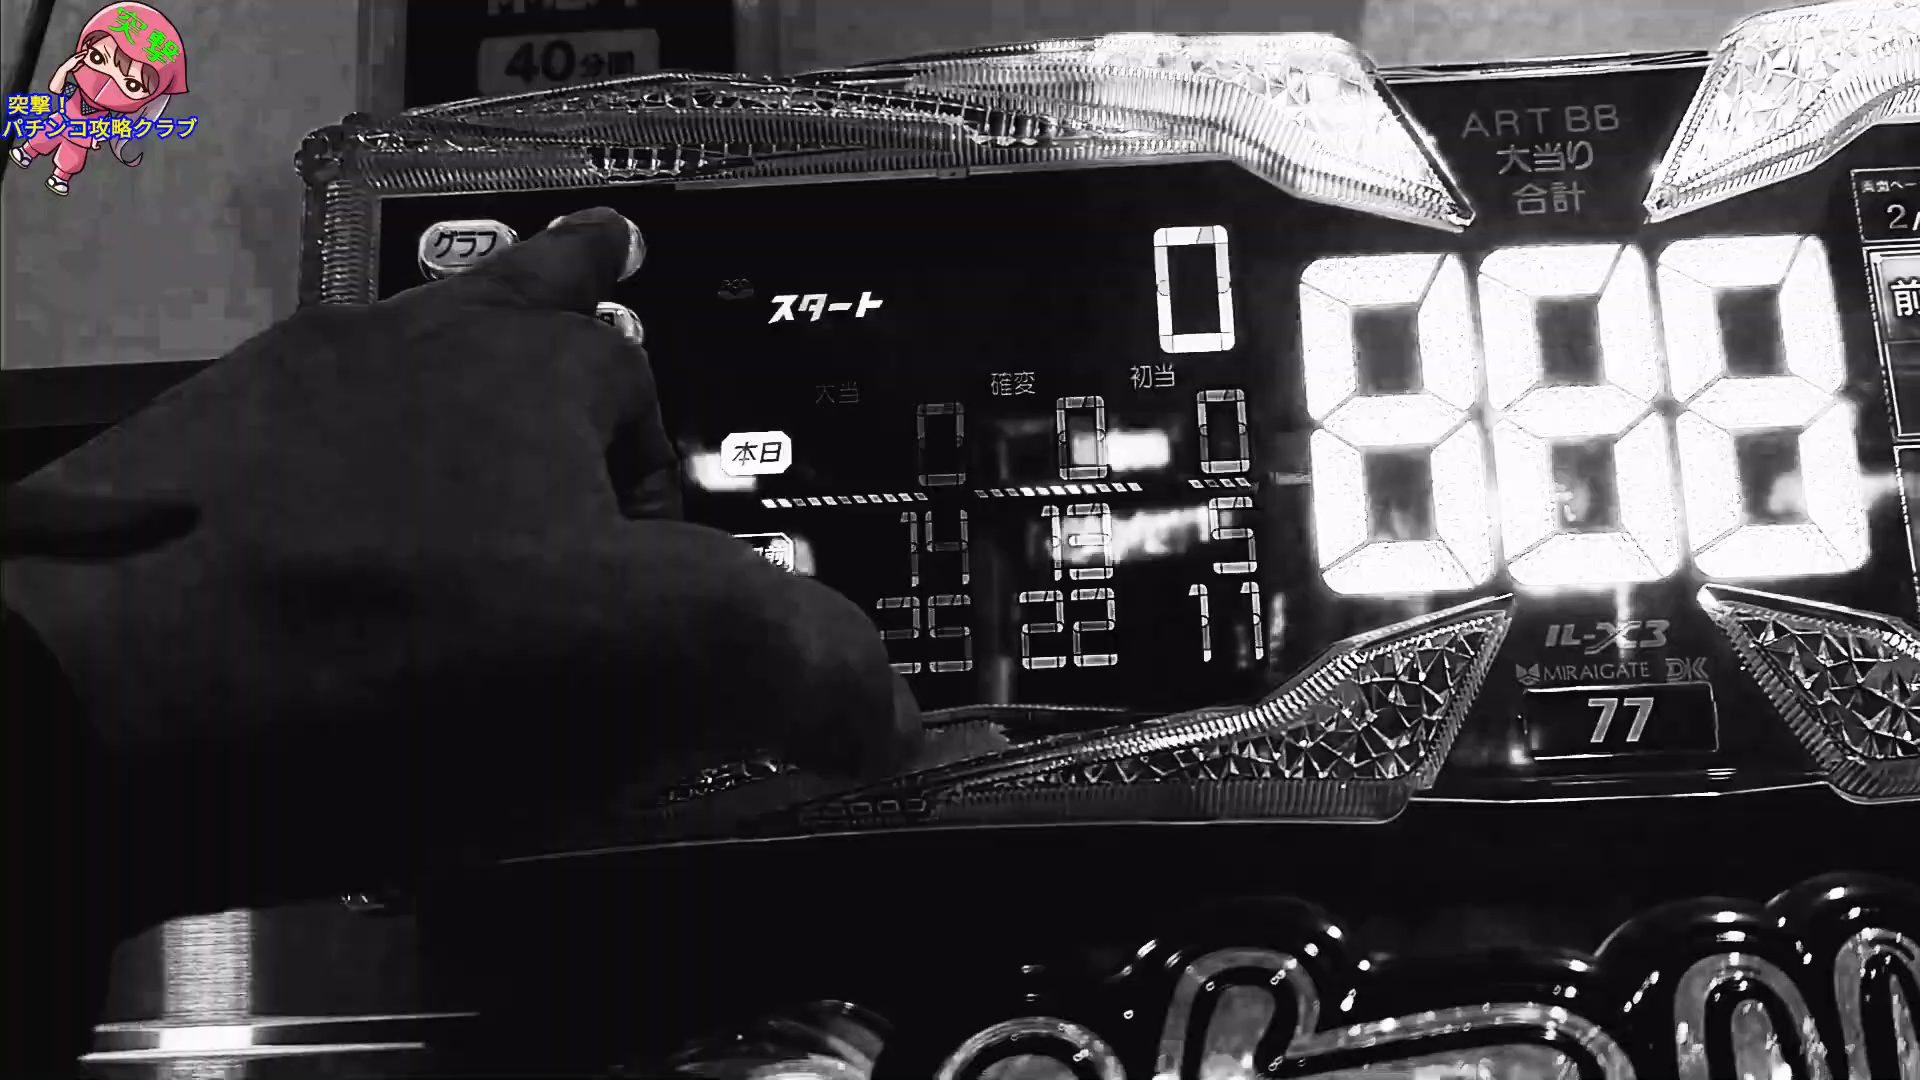 突撃
突撃!
パチンコ攻略クラブ
40分間
グラフ
スタート 0
大当 確変 初当
本日 0 0 0
14 13 5
25 22 11
ART BB
大当り
合計
888
IL-X3
MIRAIGATE DK
77
2/
前